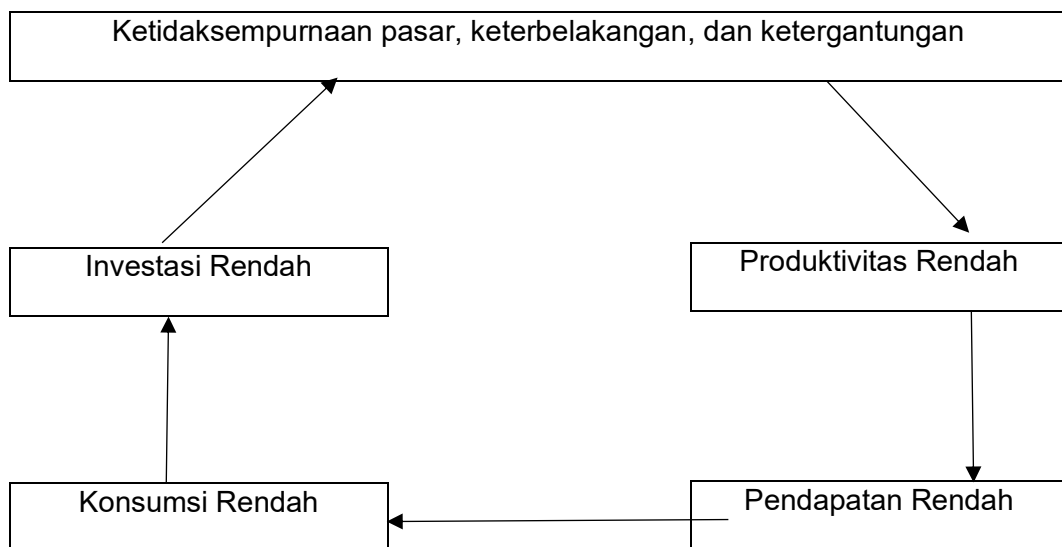 Ketidaksempurnaan pasar, keterbelakangan, dan ketergantungan
Investasi Rendah
Produktivitas Rendah
Konsumsi Rendah
Pendapatan Rendah